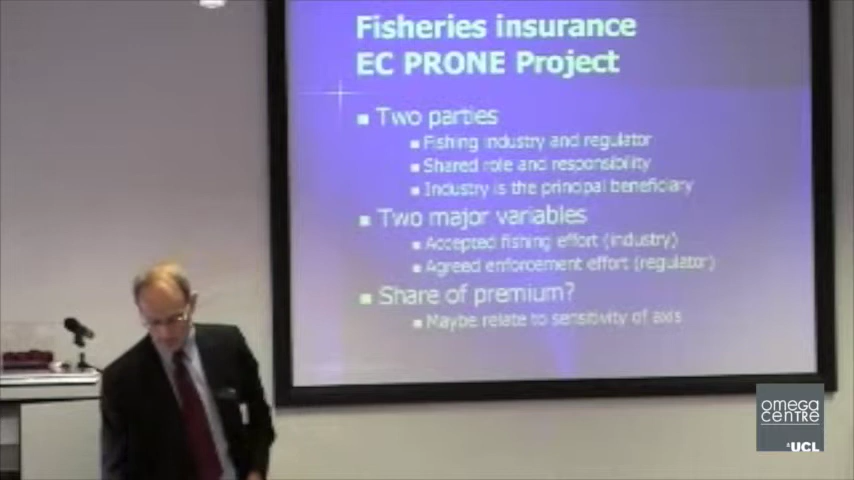 Fisheries insurance
EC PRONE Project
Two parties
Fishing industry and regulator
Shared role and responsibility
Industry is the principal beneficiary
Two major variables
Accepted fishing effort (industry)
Agreed enforcement effort (regulator)
Share of premium?
Maybe relate to sensitivity of axis
omega
centre
at UCL